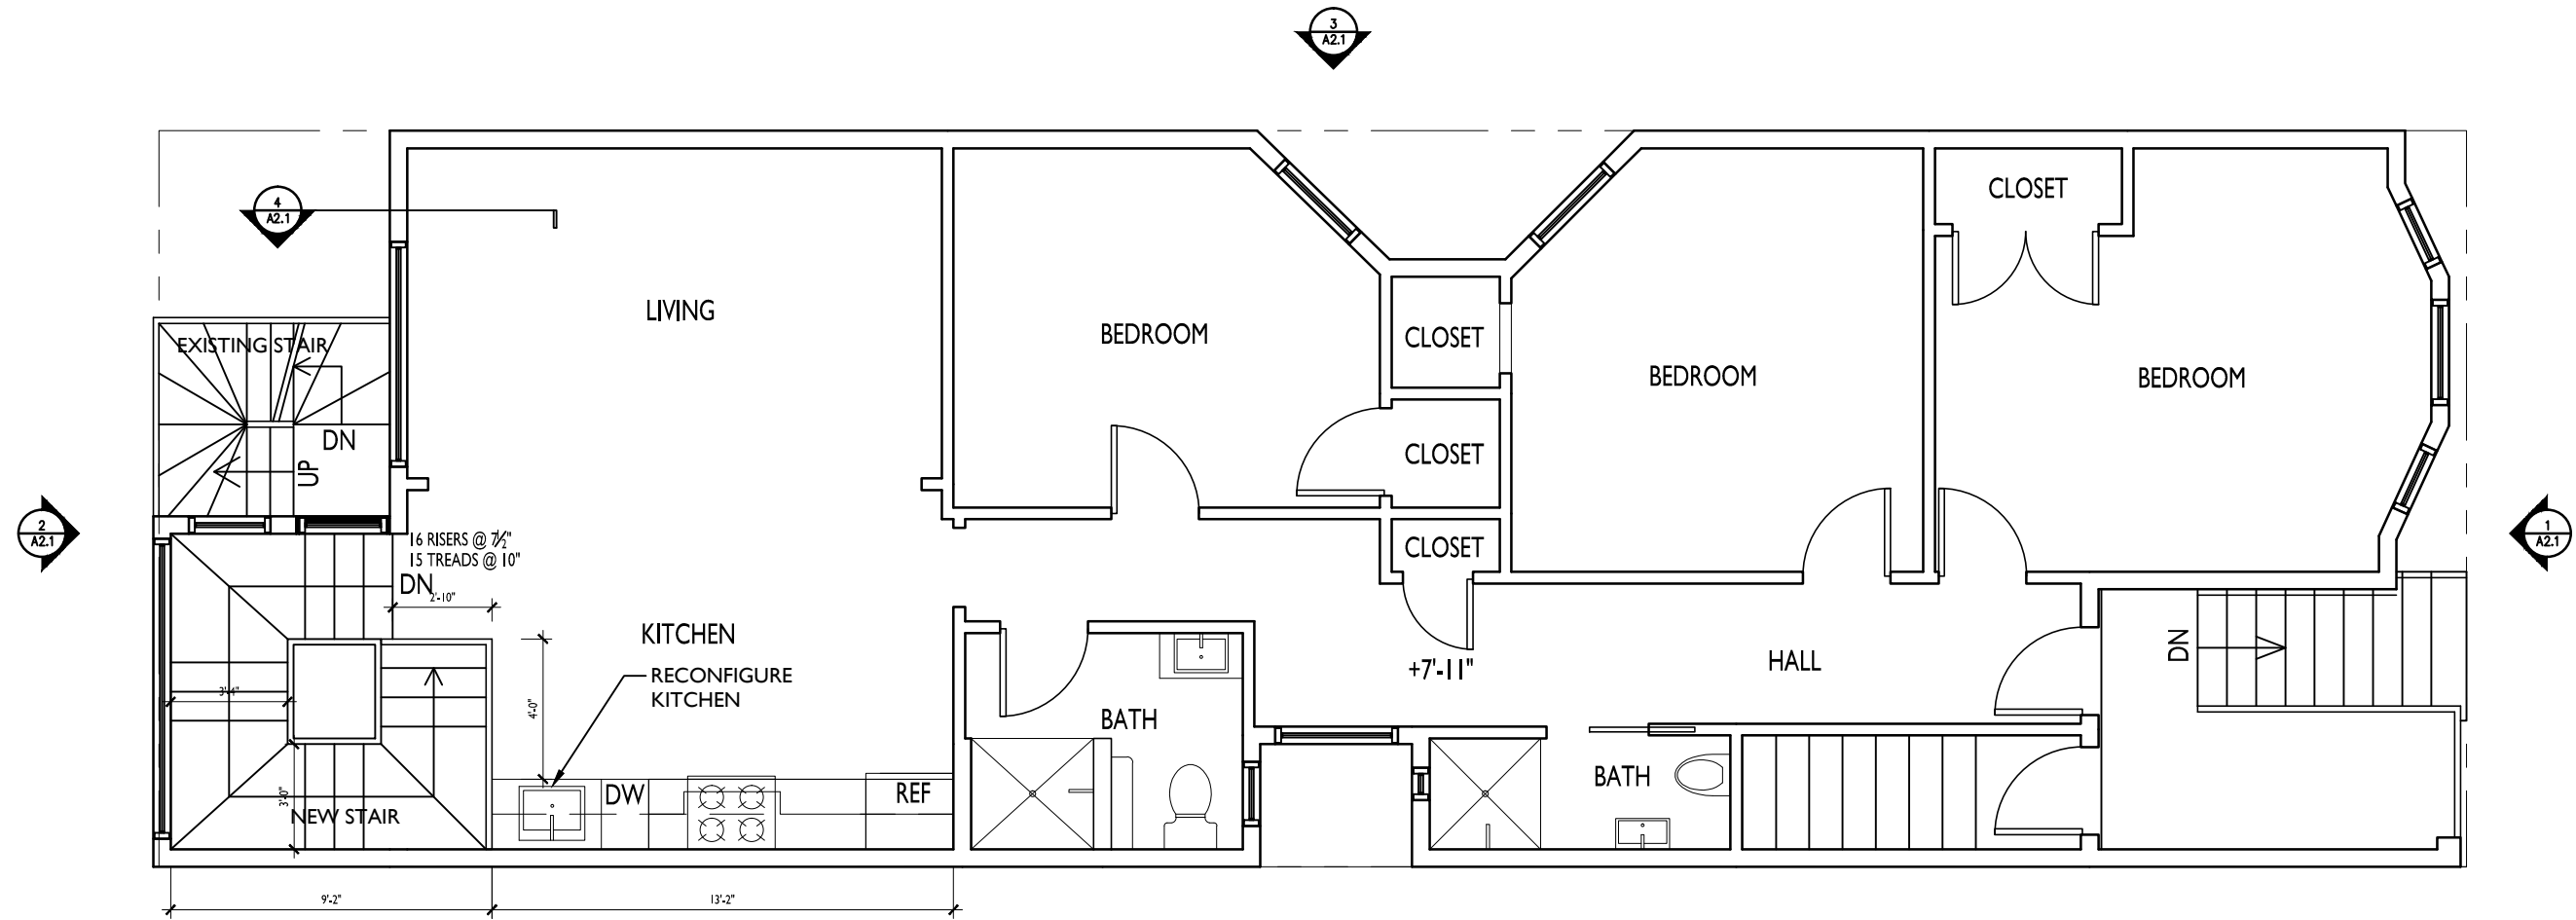 3
A2.1
4
A2.1
CLOSET
LIVING
BEDROOM
CLOSET
EXISTING STAIR
BEDROOM
BEDROOM
DN
UP
CLOSET
2
A2.1
1
A2.1
16 RISERS @ 7½"
15 TREADS @ 10"
CLOSET
DN
2'-10"
KITCHEN
RECONFIGURE
KITCHEN
+7'-11"
HALL
DN
3'-4"
4'-0"
BATH
BATH
3'-0"
DW
REF
NEW STAIR
9'-2"
13'-2"